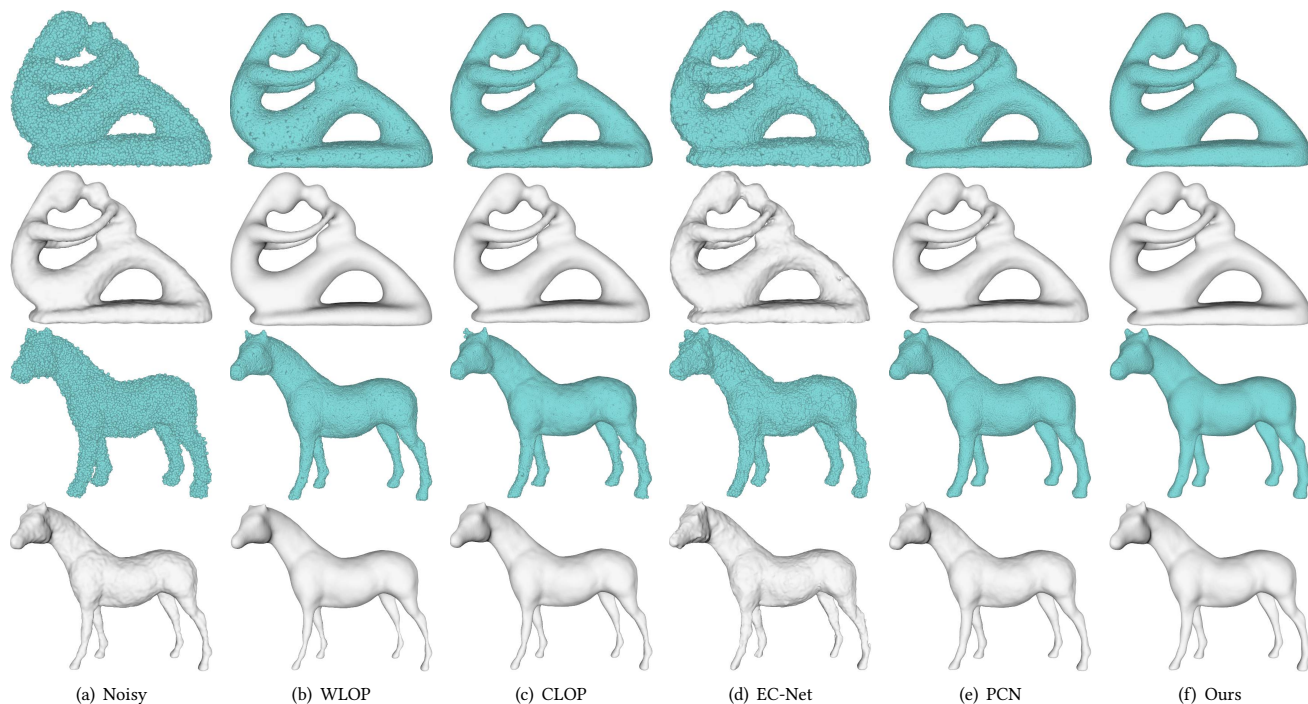 (a) Noisy
(b) WLOP
(c) CLOP
(d) EC-Net
(e) PCN
(f) Ours